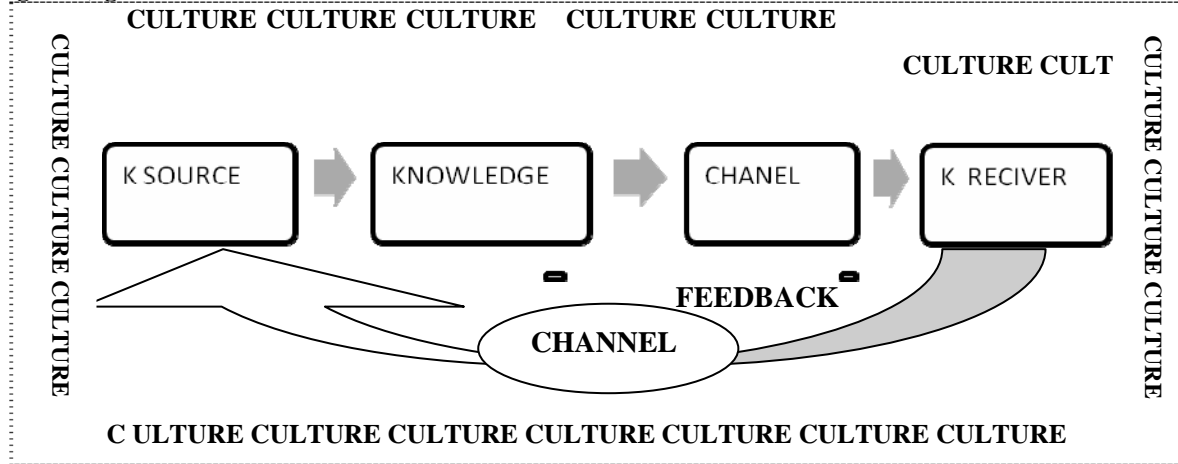 CULTURE CULTURE CULTURE CULTURE CULTURE
CULTURE CULT
CULTURE CULTURE CULTURE
CULTURE CULTURE CULTURE
K SOURCE
KNOWLEDGE
CHANEL
K RECIVER
FEEDBACK
CHANNEL
C ULTURE CULTURE CULTURE CULTURE CULTURE CULTURE CULTURE